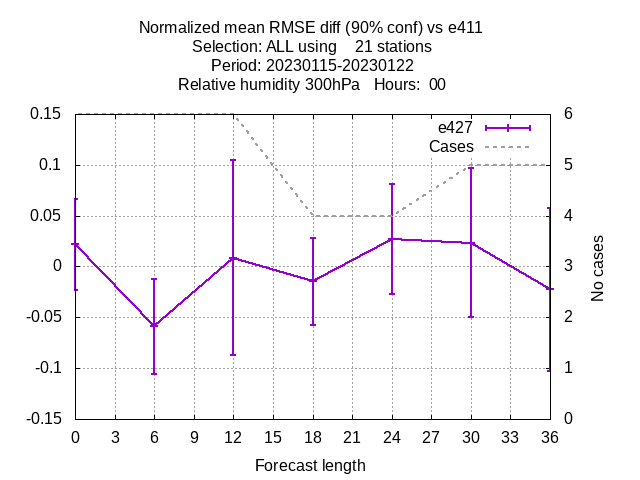 Normalized mean RMSE diff (90% conf) vs e411
Selection: ALL using    21 stations
Period: 20230115-20230122
Relative humidity 300hPa   Hours:  00
e427
Cases
0.15
0.1
0.05
0
-0.05
-0.1
-0.15
6
5
4
3
2
1
0
No cases
0 3 6 9 12 15 18 21 24 27 30 33 36
Forecast length